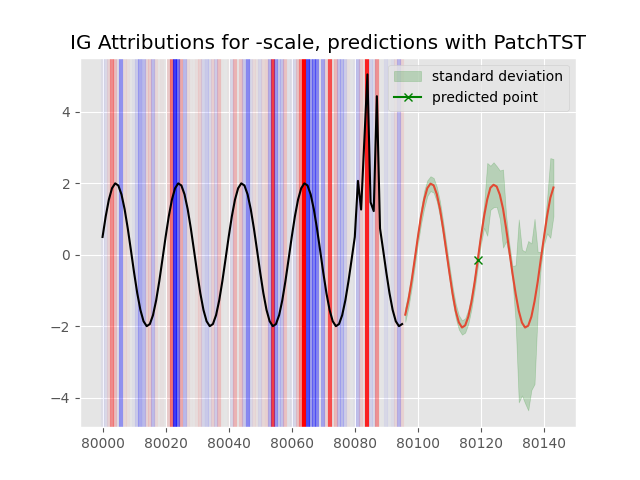 IG Attributions for -scale, predictions with PatchTST
standard deviation
predicted point
4
2
0
−2
−4
80000 80020 80040 80060 80080 80100 80120 80140